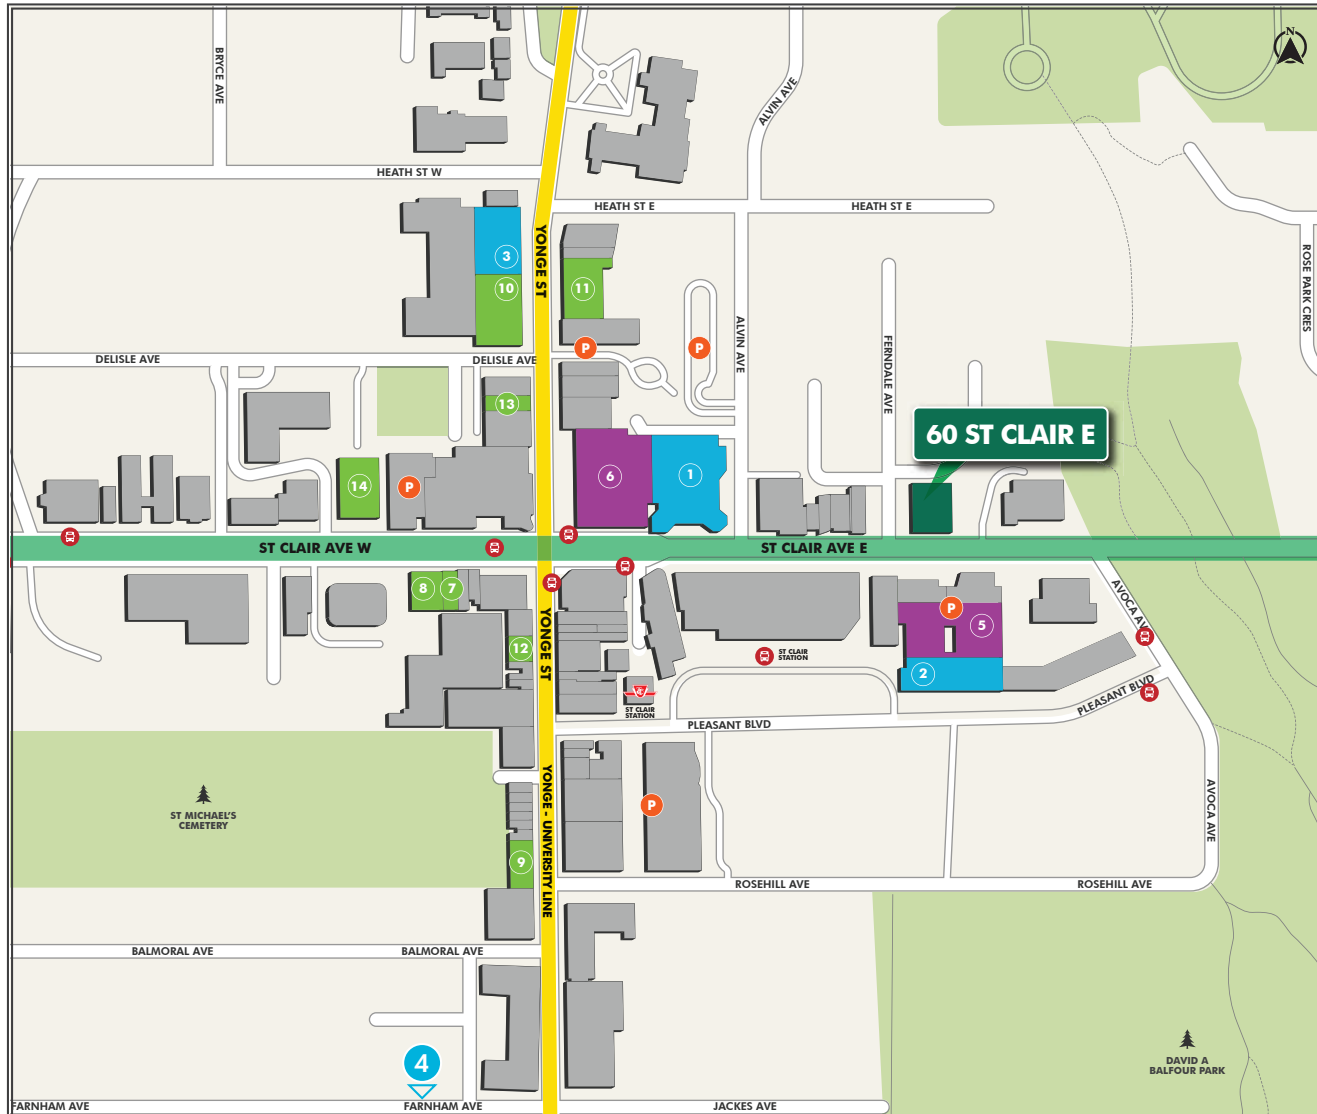 N
BRYCE AVE
ALVIN AVE
HEATH ST W
HEATH ST E
HEATH ST E
YONGE ST
3
10
11
ROSE PARK CRES
P
P
ALVIN AVE
FERNDALE AVE
DELISLE AVE
DELISLE AVE
13
60 ST CLAIR E
14
P
6
1
ST CLAIR AVE W
ST CLAIR AVE E
8
7
12
YONGE ST
P
5
2
AVOCA AVE
ST CLAIR
STATION
ST CLAIR
STATION
PLEASANT BLVD
PLEASANT BLVD
YONGE - UNIVERSITY LINE
P
9
ST MICHAEL'S
CEMETERY
AVOCA AVE
ROSEHILL AVE
ROSEHILL AVE
BALMORAL AVE
BALMORAL AVE
4
DAVID A
BALFOUR PARK
FARNHAM AVE
FARNHAM AVE
JACKES AVE